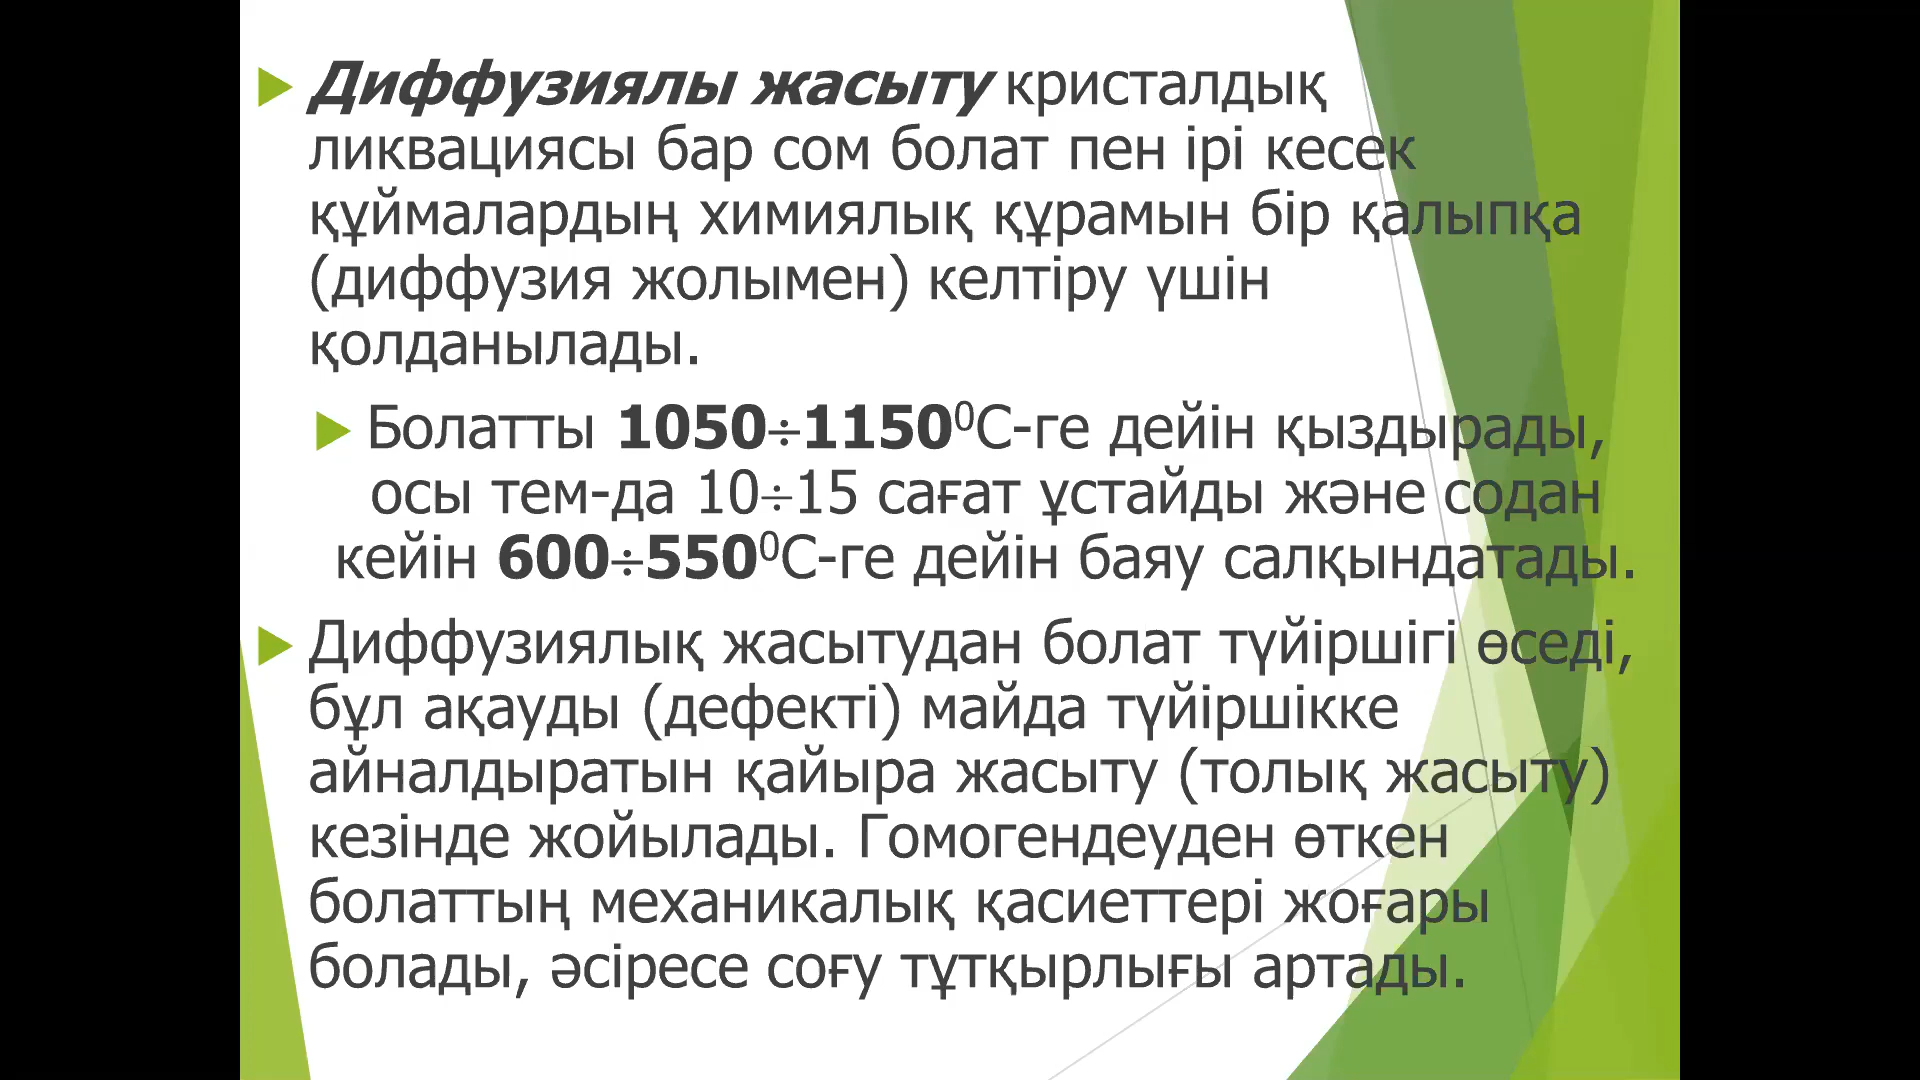 Диффузиялы жасыту кристалдық
ликвациясы бар сом болат пен ірі кесек
құймалардың химиялық құрамын бір қалыпқа
(диффузия жолымен) келтіру үшін
қолданылады.
Болатты 1050÷1150⁰С-ге дейін қыздырады,
осы тем-да 10÷15 сағат ұстайды және содан
кейін 600÷550⁰С-ге дейін баяу салқындатады.
Диффузиялық жасытудан болат түйіршігі өседі,
бұл ақауды (дефекті) майда түйіршікке
айналдыратын қайыра жасыту (толық жасыту)
кезінде жойылады. Гомогендеуден өткен
болаттың механикалық қасиеттері жоғары
болады, әсіресе соғу тұтқырлығы артады.